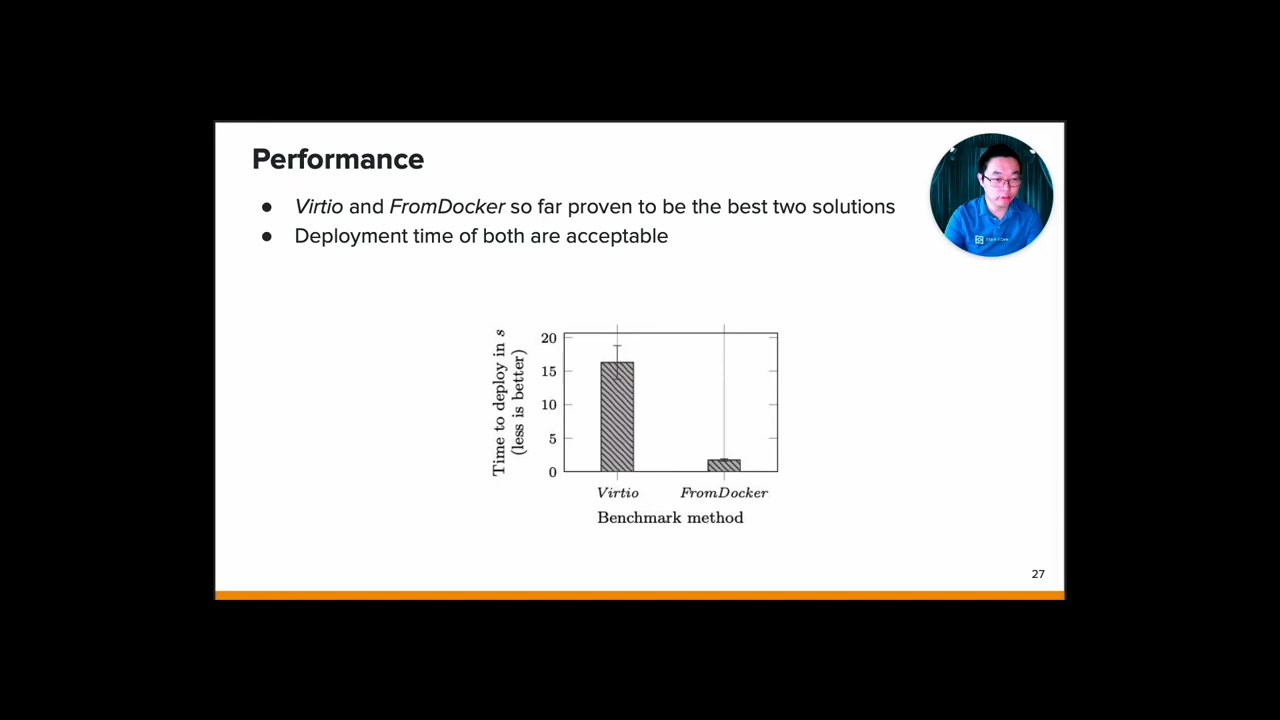 Performance
● Virtio and FromDocker so far proven to be the best two solutions
● Deployment time of both are acceptable
Time to deploy in s
(less is better)
20
15
10
5
0
Virtio
FromDocker
Benchmark method
27